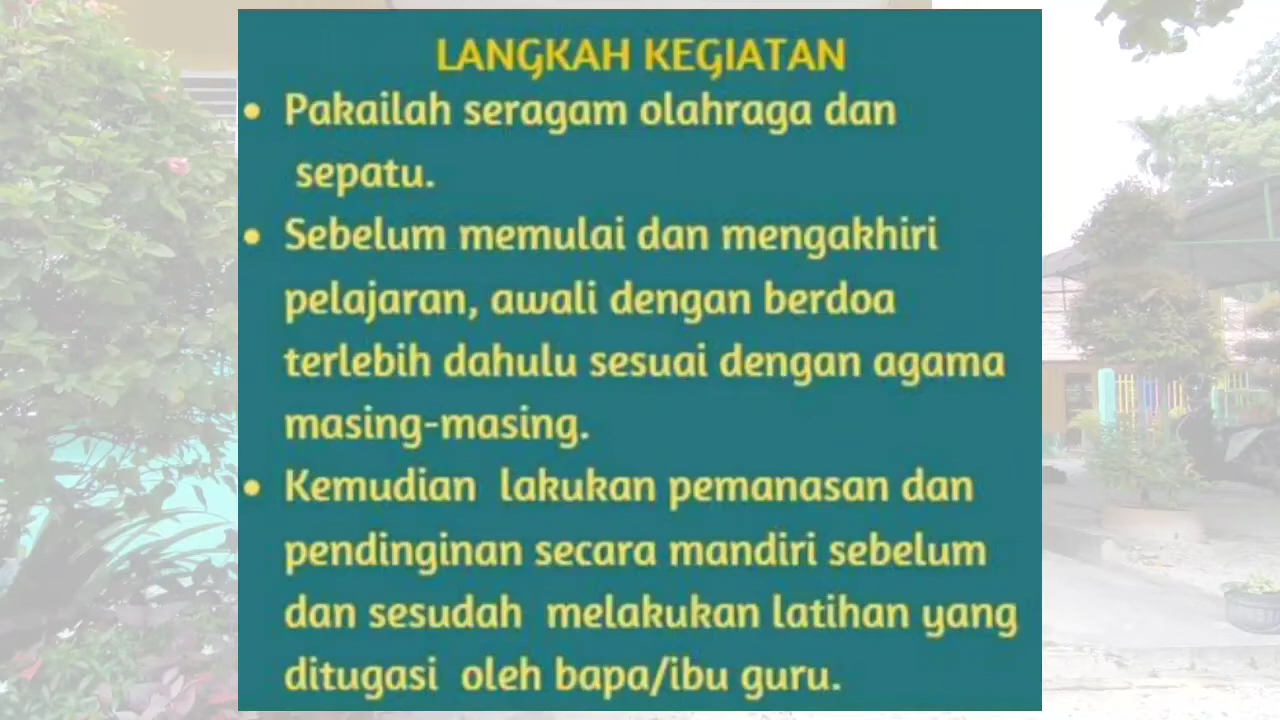 LANGKAH KEGIATAN
• Pakailah seragam olahraga dan
sepatu.
• Sebelum memulai dan mengakhiri
pelajaran, awali dengan berdoa
terlebih dahulu sesuai dengan agama
masing-masing.
• Kemudian lakukan pemanasan dan
pendinginan secara mandiri sebelum
dan sesudah melakukan latihan yang
ditugasi oleh bapa/ibu guru.